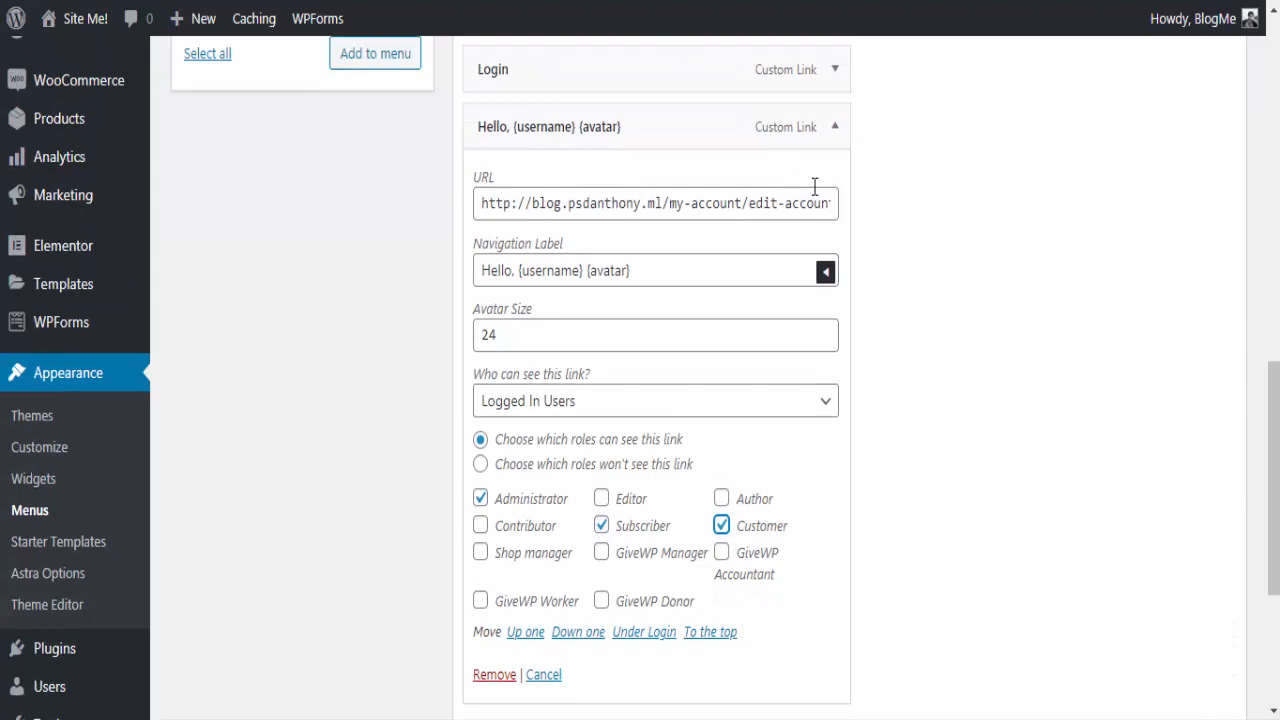 Site Me!
0
New
Caching
WPForms
Howdy, BlogMe
WooCommerce
Products
Analytics
Marketing
Elementor
Templates
WPForms
Appearance
Themes
Customize
Widgets
Menus
Starter Templates
Astra Options
Theme Editor
Plugins
Users
Select all
Add to menu
Login
Custom Link
Hello, {username} {avatar}
Custom Link
URL
http://blog.psdanthony.ml/my-account/edit-account
Navigation Label
Hello, {username} {avatar}
Avatar Size
24
Who can see this link?
Logged In Users
Choose which roles can see this link
Choose which roles won't see this link
Administrator
Editor
Author
Contributor
Subscriber
Customer
Shop manager
GiveWP Manager
GiveWP
Accountant
GiveWP Worker
GiveWP Donor
Move Up one Down one Under Login To the top
Remove | Cancel